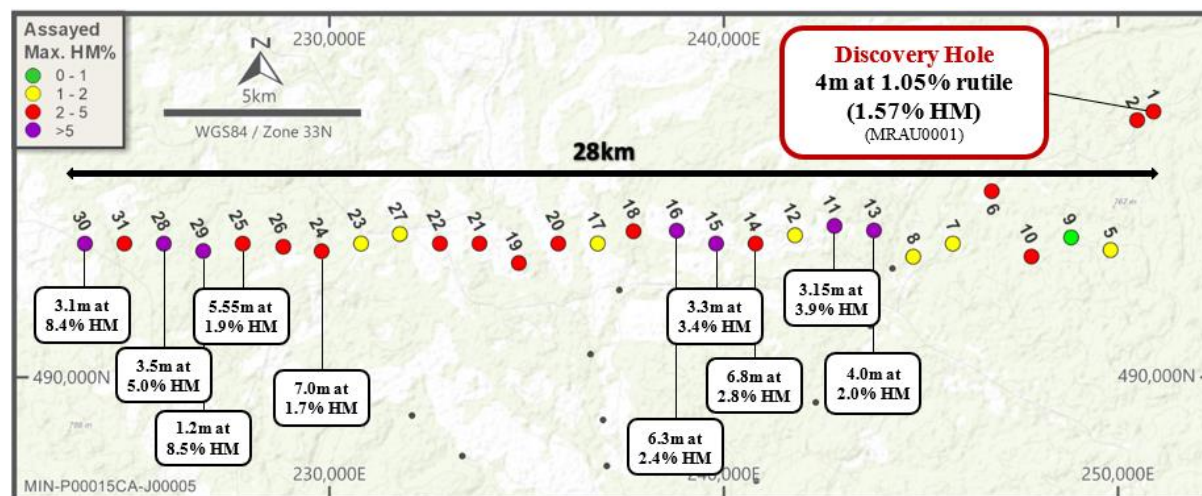 Assayed
Max. HM%
0 - 1
1 - 2
2 - 5
>5
230,000E
240,000E
N
5km
WGS84 / Zone 33N
Discovery Hole
4m at 1.05% rutile
(1.57% HM)
(MRAU0001)
2 1
28km
30 31 28 29 25 26 24 23 27 22 21 19 20 17 18 16 15 14 12 11 13 8 7 6 10 9 5
762 m
3.1m at
8.4% HM
5.55m at
1.9% HM
3.3m at
3.4% HM
3.15m at
3.9% HM
3.5m at
5.0% HM
7.0m at
1.7% HM
6.8m at
2.8% HM
4.0m at
2.0% HM
490,000N
490,000N
1.2m at
8.5% HM
6.3m at
2.4% HM
MIN-P00015CA-J00005
230,000E
240,000E
250,000E